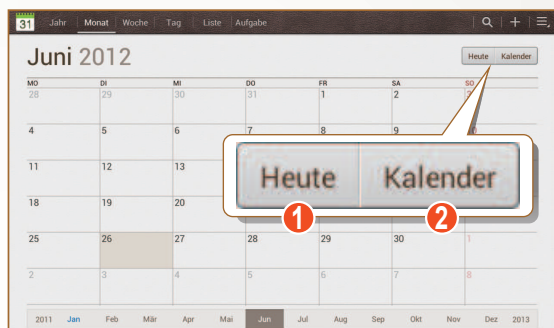 31 Jahr Monat Woche Tag Liste Aufgabe
Juni 2012
Heute Kalender
MO DI MI DO FR SA SO
28 29 30 31 1 2
4 5 6 7 8 9
Heute Kalender
1 2
11 12 13
18 19 20
25 26 27 28 29 30 1
2 3 4 5 6 7 8
2011 Jan Feb Mär Apr Mai Jun Jul Aug Sep Okt Nov Dez 2013